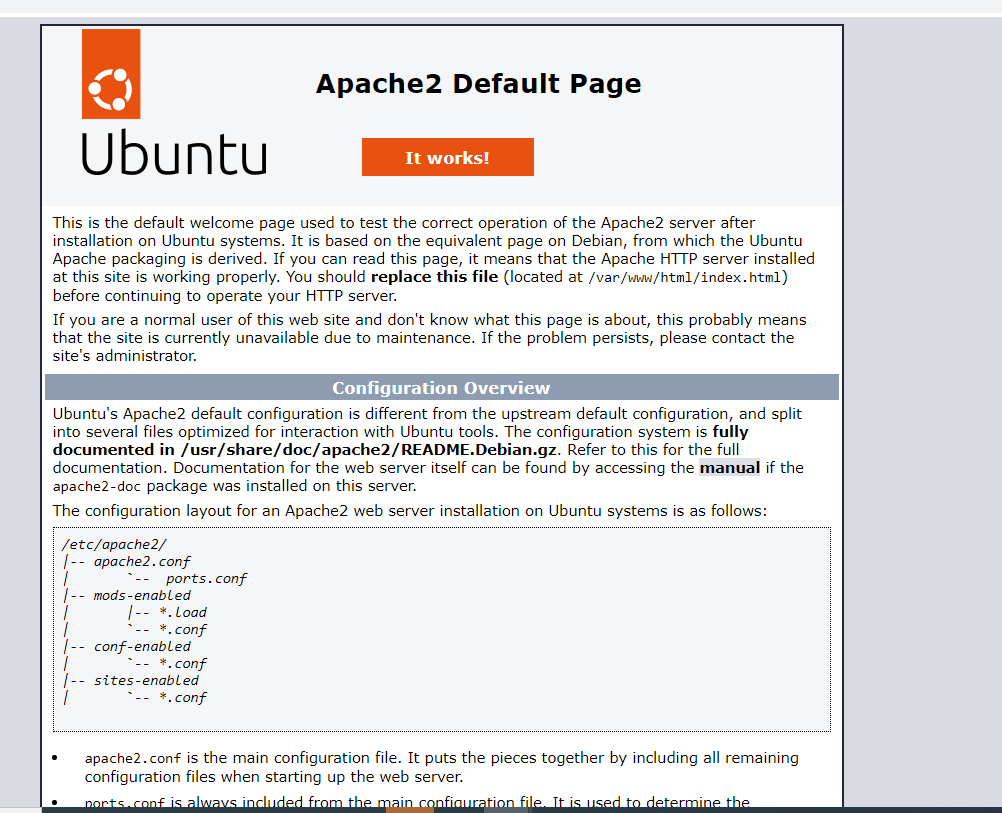 Apache2 Default Page
Ubuntu
It works!
This is the default welcome page used to test the correct operation of the Apache2 server after
installation on Ubuntu systems. It is based on the equivalent page on Debian, from which the Ubuntu
Apache packaging is derived. If you can read this page, it means that the Apache HTTP server installed
at this site is working properly. You should replace this file (located at /var/www/html/index.html)
before continuing to operate your HTTP server.
If you are a normal user of this web site and don't know what this page is about, this probably means
that the site is currently unavailable due to maintenance. If the problem persists, please contact the
site's administrator.
Configuration Overview
Ubuntu's Apache2 default configuration is different from the upstream default configuration, and split
into several files optimized for interaction with Ubuntu tools. The configuration system is fully
documented in /usr/share/doc/apache2/README.Debian.gz. Refer to this for the full
documentation. Documentation for the web server itself can be found by accessing the manual if the
apache2-doc package was installed on this server.
The configuration layout for an Apache2 web server installation on Ubuntu systems is as follows:
/etc/apache2/
|-- apache2.conf
|       `--  ports.conf
|-- mods-enabled
|       |-- *.load
|       `-- *.conf
|-- conf-enabled
|       `-- *.conf
|-- sites-enabled
|       `-- *.conf
• apache2.conf is the main configuration file. It puts the pieces together by including all remaining
configuration files when starting up the web server.
• ports.conf is always included from the main configuration file. It is used to determine the